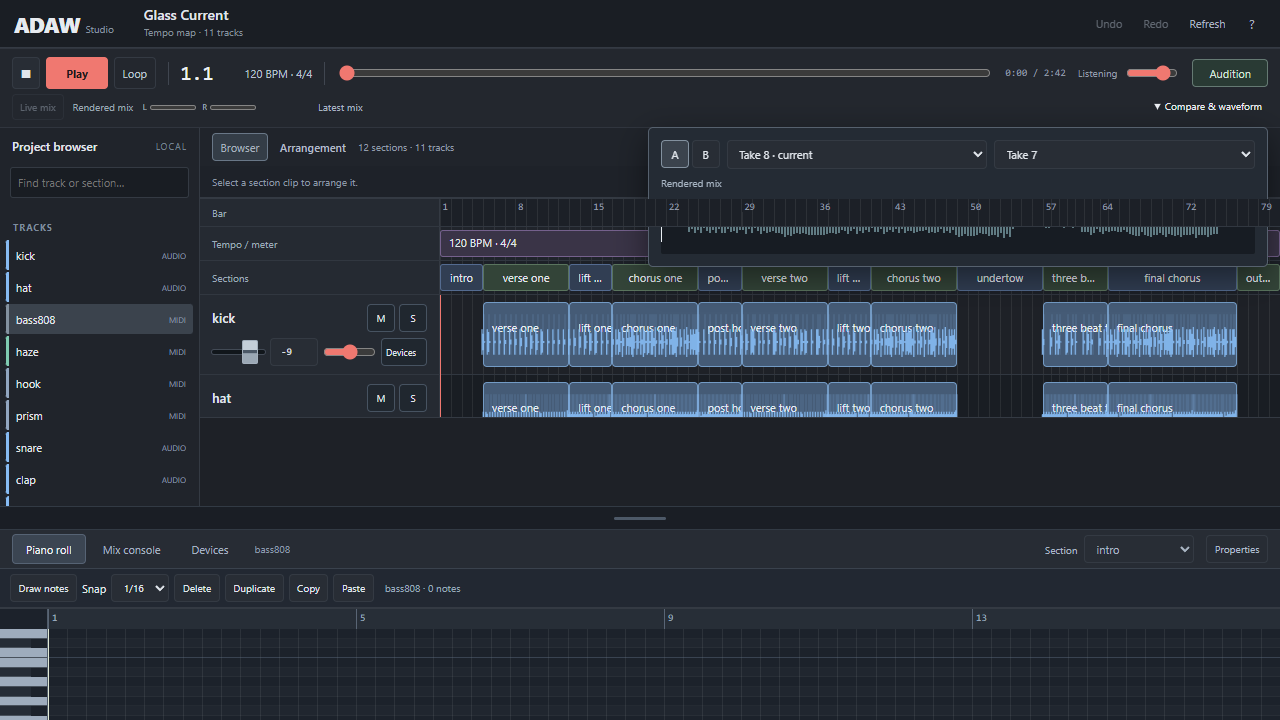 ADAW Studio
Glass Current
Tempo map · 11 tracks
Undo Redo Refresh ?
Play Loop 1.1 120 BPM · 4/4 0:00 / 2:42 Listening Audition
Live mix Rendered mix L R Latest mix ▼ Compare & waveform
Project browser LOCAL
Browser Arrangement 12 sections · 11 tracks
A B Take 8 · current Take 7
Find track or section...
Select a section clip to arrange it.
Rendered mix
Bar 1 8 15 22 29 36 43 50 57 64 72 79
TRACKS
Tempo / meter 120 BPM · 4/4
Sections intro verse one lift ... chorus one po... verse two lift ... chorus two undertow three b... final chorus out...
kick AUDIO
hat AUDIO
bass808 MIDI
haze MIDI
hook MIDI
prism MIDI
snare AUDIO
clap AUDIO
kick M S
-9 Devices
verse one lift one chorus one post ho verse two lift two chorus two three beat f final chorus
hat M S
verse one lift one chorus one post ho verse two lift two chorus two three beat f final chorus
Piano roll Mix console Devices bass808 Section intro Properties
Draw notes Snap 1/16 Delete Duplicate Copy Paste bass808 · 0 notes
1 5 9 13